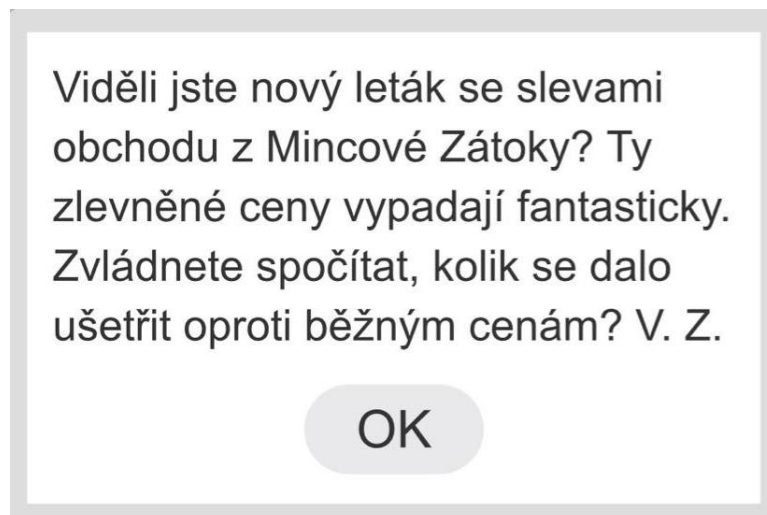 Viděli jste nový leták se slevami
obchodu z Mincové Zátoky? Ty
zlevněné ceny vypadají fantasticky.
Zvládnete spočítat, kolik se dalo
ušetřit oproti běžným cenám? V. Z.
OK